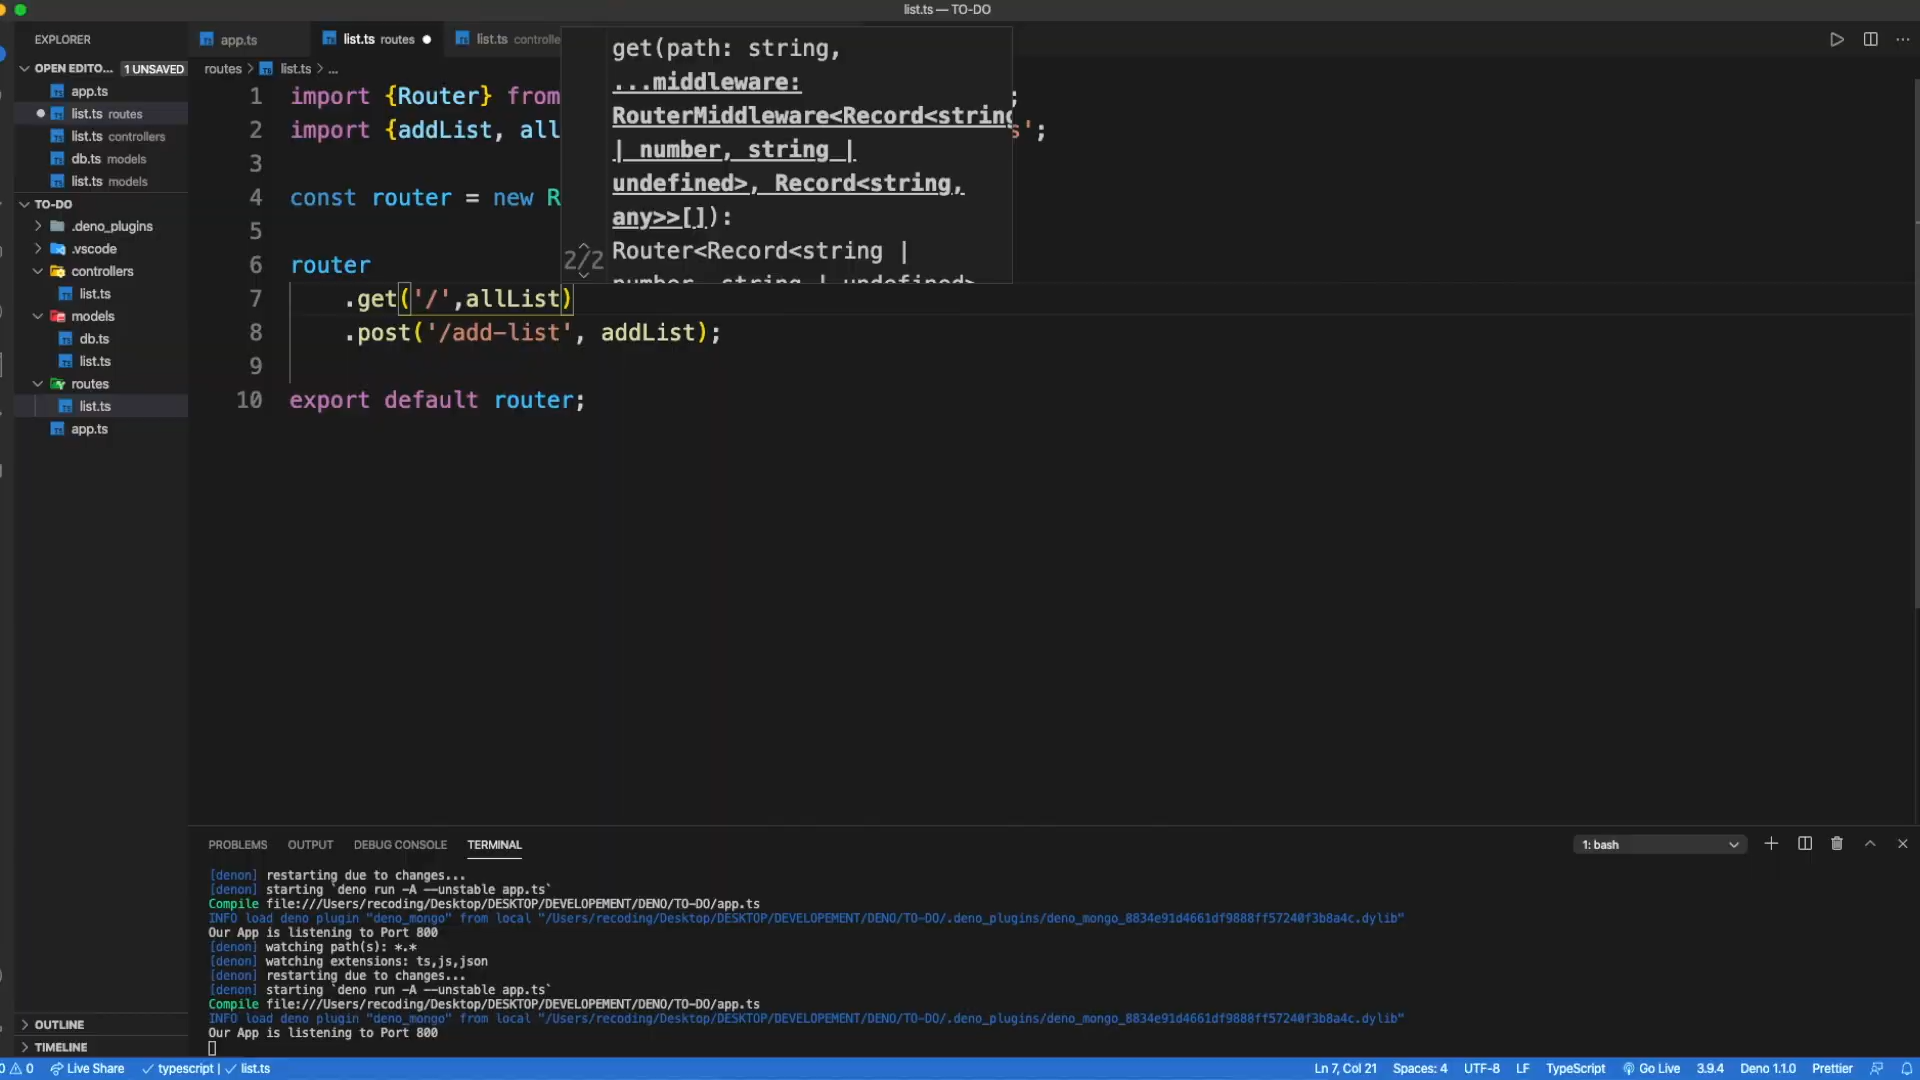 list.ts — TO-DO
EXPLORER
OPEN EDITO... 1 UNSAVED
app.ts
list.ts routes
list.ts controllers
db.ts models
list.ts models
TO-DO
.deno_plugins
.vscode
controllers
list.ts
models
db.ts
list.ts
routes
list.ts
app.ts
OUTLINE
TIMELINE
app.ts list.ts routes list.ts controlle
routes > list.ts > ...
1 import {Router} from ;
2 import {addList, all s';
3
4 const router = new R
5
6 router
7 .get('/',allList)
8 .post('/add-list', addList);
9
10 export default router;
get(path: string,
...middleware:
RouterMiddleware<Record<string
| number, string |
undefined>, Record<string,
any>>[]):
2/2 Router<Record<string |
number, string | undefined>
PROBLEMS OUTPUT DEBUG CONSOLE TERMINAL 1: bash
[denon] restarting due to changes...
[denon] starting `deno run -A --unstable app.ts`
Compile file:///Users/recoding/Desktop/DESKTOP/DEVELOPEMENT/DENO/TO-DO/app.ts
INFO load deno plugin "deno_mongo" from local "/Users/recoding/Desktop/DESKTOP/DEVELOPEMENT/DENO/TO-DO/.deno_plugins/deno_mongo_8834e91d4661df9888ff57240f3b8a4c.dylib"
Our App is listening to Port 800
[denon] watching path(s): *.*
[denon] watching extensions: ts,js,json
[denon] restarting due to changes...
[denon] starting `deno run -A --unstable app.ts`
Compile file:///Users/recoding/Desktop/DESKTOP/DEVELOPEMENT/DENO/TO-DO/app.ts
INFO load deno plugin "deno_mongo" from local "/Users/recoding/Desktop/DESKTOP/DEVELOPEMENT/DENO/TO-DO/.deno_plugins/deno_mongo_8834e91d4661df9888ff57240f3b8a4c.dylib"
Our App is listening to Port 800
0 0 Live Share typescript | list.ts Ln 7, Col 21 Spaces: 4 UTF-8 LF TypeScript Go Live 3.9.4 Deno 1.1.0 Prettier